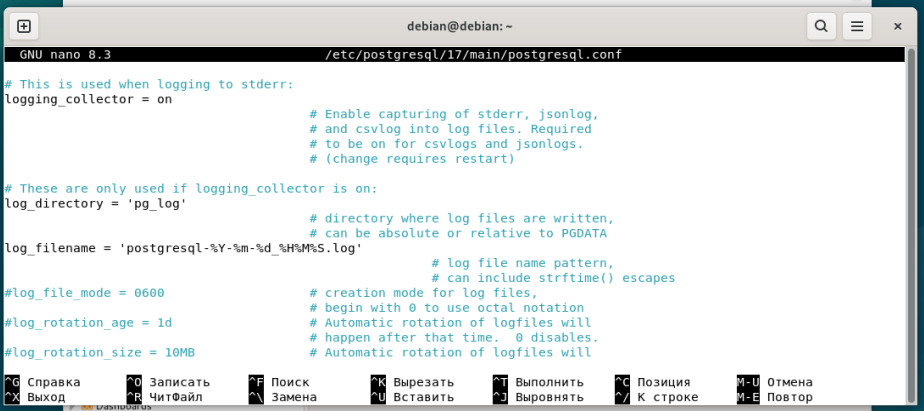 debian@debian: ~
GNU nano 8.3 /etc/postgresql/17/main/postgresql.conf
# This is used when logging to stderr:
logging_collector = on
# Enable capturing of stderr, jsonlog,
# and csvlog into log files. Required
# to be on for csvlogs and jsonlogs.
# (change requires restart)
# These are only used if logging_collector is on:
log_directory = 'pg_log'
# directory where log files are written,
# can be absolute or relative to PGDATA
log_filename = 'postgresql-%Y-%m-%d_%H%M%S.log'
# log file name pattern,
# can include strftime() escapes
#log_file_mode = 0600 # creation mode for log files,
# begin with 0 to use octal notation
#log_rotation_age = 1d # Automatic rotation of logfiles will
# happen after that time.  0 disables.
#log_rotation_size = 10MB # Automatic rotation of logfiles will
^G Справка ^O Записать ^F Поиск ^K Вырезать ^T Выполнить ^C Позиция M-U Отмена
^X Выход ^R ЧитФайл ^\ Замена ^U Вставить ^J Выровнять ^/ К строке M-E Повтор
Dashboards